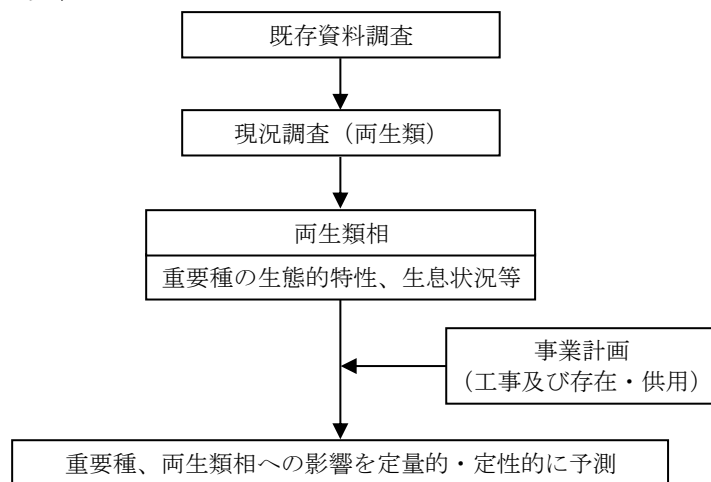 既存資料調査
現況調査（両生類）
両生類相
重要種の生態的特性、生息状況等
事業計画
（工事及び存在・供用）
重要種、両生類相への影響を定量的・定性的に予測